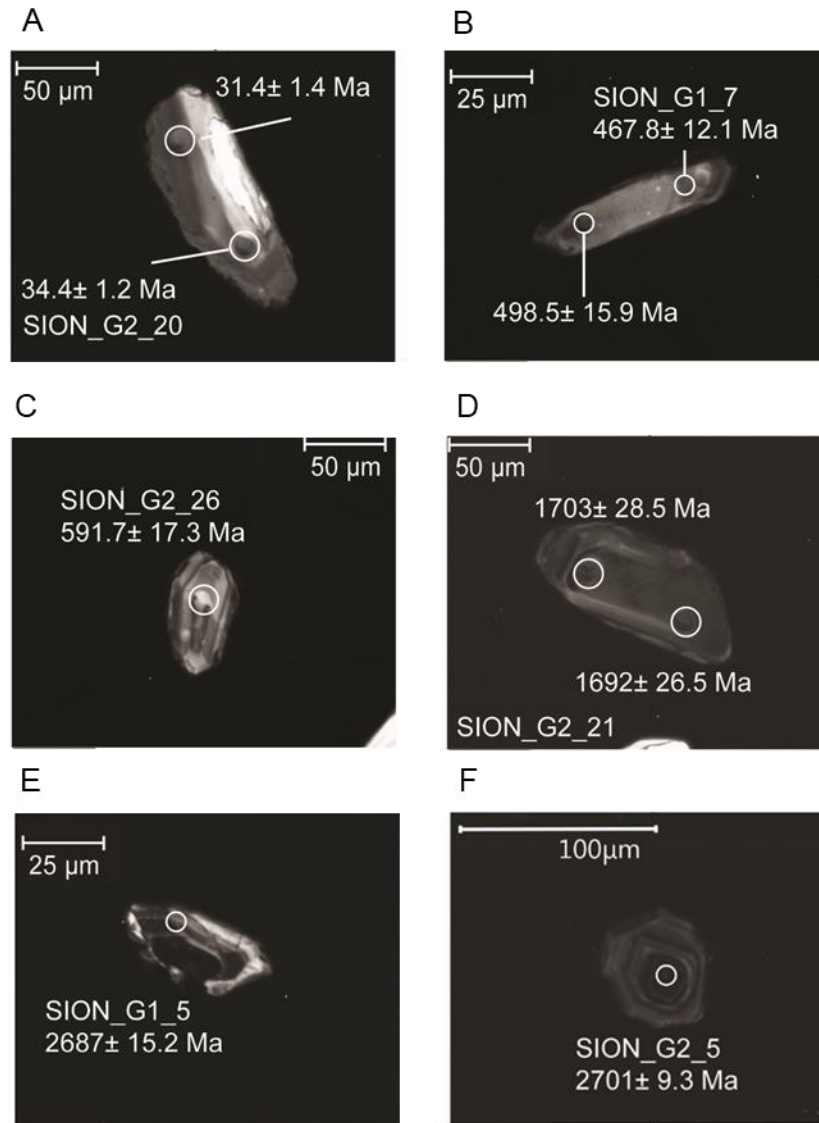 A
50 µm
31.4± 1.4 Ma
34.4± 1.2 Ma
SION_G2_20
B
25 µm
SION_G1_7
467.8± 12.1 Ma
498.5± 15.9 Ma
C
50 µm
SION_G2_26
591.7± 17.3 Ma
D
50 µm
1703± 28.5 Ma
1692± 26.5 Ma
SION_G2_21
E
25 µm
SION_G1_5
2687± 15.2 Ma
F
100µm
SION_G2_5
2701± 9.3 Ma